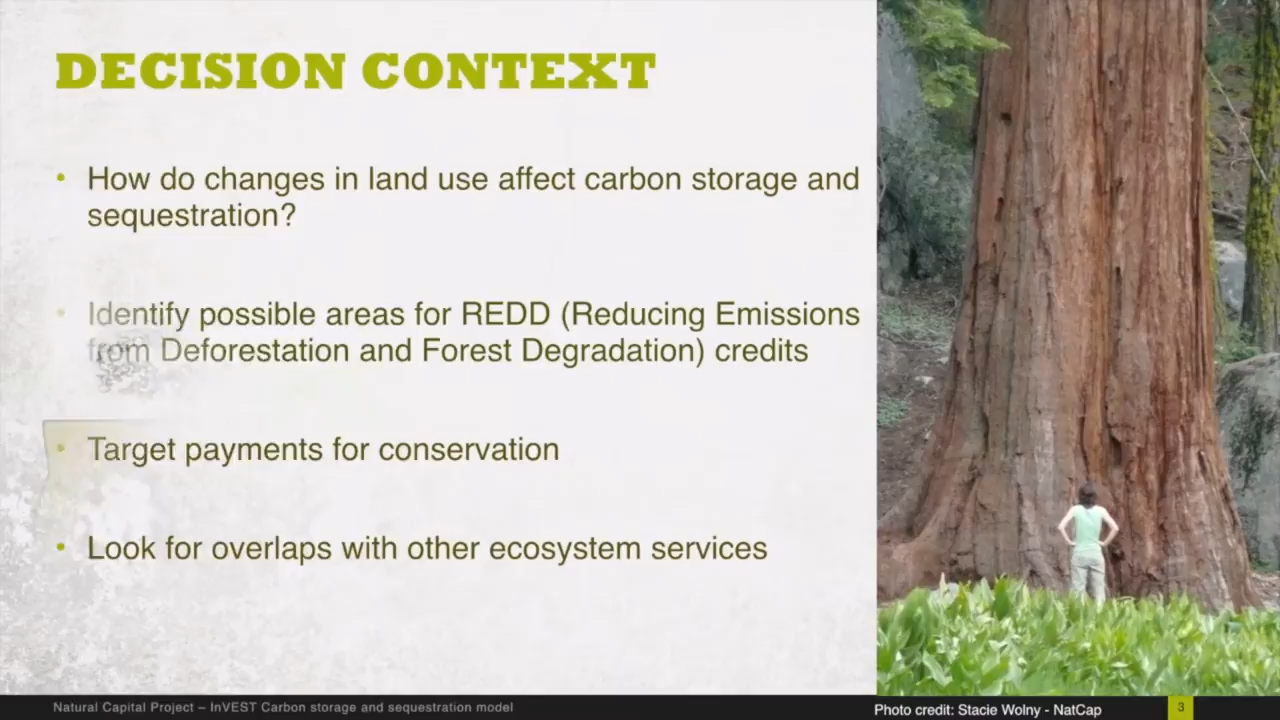 DECISION CONTEXT
• How do changes in land use affect carbon storage and
sequestration?
• Identify possible areas for REDD (Reducing Emissions
from Deforestation and Forest Degradation) credits
• Target payments for conservation
• Look for overlaps with other ecosystem services
Natural Capital Project – InVEST Carbon storage and sequestration model
Photo credit: Stacie Wolny - NatCap
3